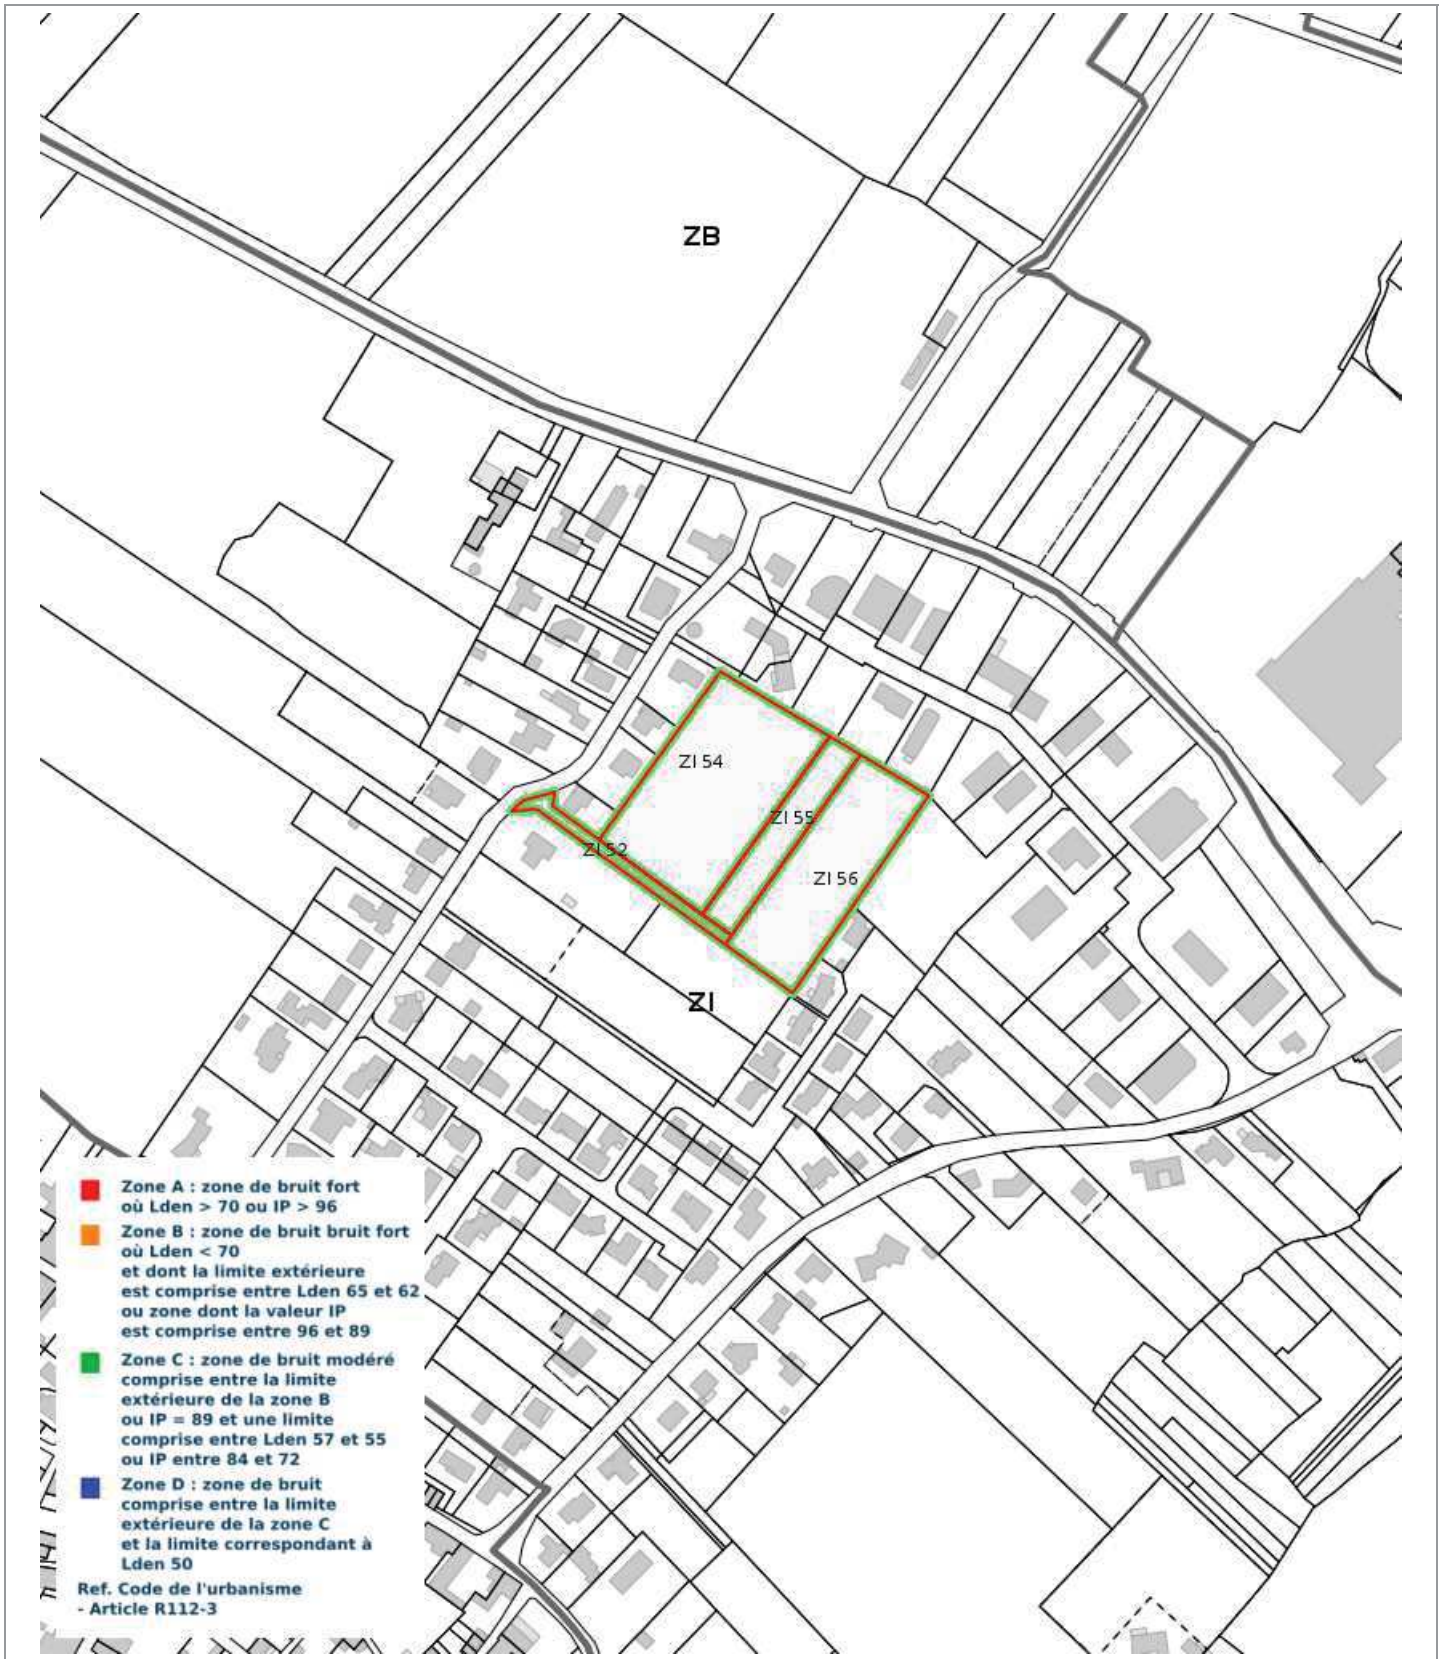 ZB
ZI 54
ZI 55
ZI 52
ZI 56
ZI
Zone A : zone de bruit fort
où Lden > 70 ou IP > 96
Zone B : zone de bruit bruit fort
où Lden < 70
et dont la limite extérieure
est comprise entre Lden 65 et 62
ou zone dont la valeur IP
est comprise entre 96 et 89
Zone C : zone de bruit modéré
comprise entre la limite
extérieure de la zone B
ou IP = 89 et une limite
comprise entre Lden 57 et 55
ou IP entre 84 et 72
Zone D : zone de bruit
comprise entre la limite
extérieure de la zone C
et la limite correspondant à
Lden 50
Ref. Code de l'urbanisme
- Article R112-3